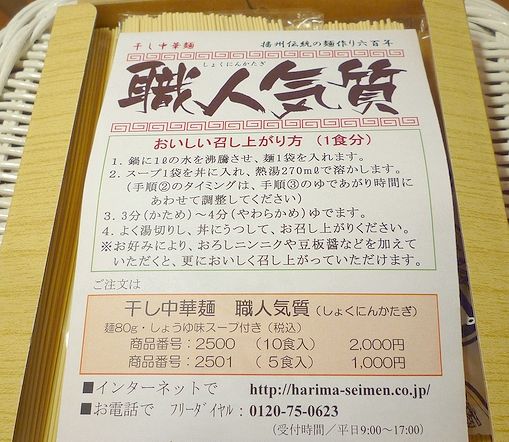 干し中華麺 播州伝統の麺作り六百年
しょくにんかたぎ
職人気質
おいしい召し上がり方 (1食分)
1. 鍋に1ℓの水を沸騰させ、麺1袋を入れます。
2. スープ1袋を丼に入れ、熱湯270mℓで溶かします。
(手順②のタイミングは、手順③のゆであがり時間に
あわせて調整してください)
3. 3分(かため)~4分(やわらかめ)ゆでます。
4. よく湯切りし、丼にうつして、お召し上がりください。
※お好みにより、おろしニンニクや豆板醤などを加えて
いただくと、更においしく召し上がっていただけます。
ご注文は
干し中華麺 職人気質(しょくにんかたぎ)
麺80g・しょうゆ味スープ付き(税込)
商品番号:2500 (10食入) 2,000円
商品番号:2501 (5食入) 1,000円
■インターネットで http://harima-seimen.co.jp/
■お電話で フリーダイヤル:0120-75-0623
(受付時間/平日9:00~17:00)